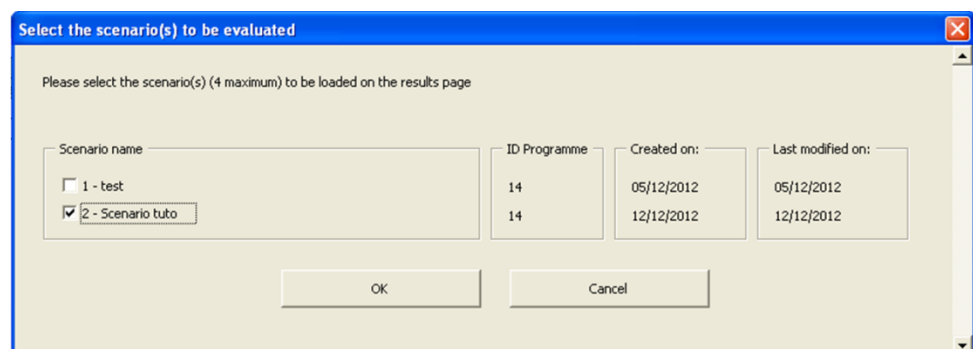 Select the scenario(s) to be evaluated
Please select the scenario(s) (4 maximum) to be loaded on the results page
Scenario name ID Programme Created on: Last modified on:
1 - test 14 05/12/2012 05/12/2012
2 - Scenario tuto 14 12/12/2012 12/12/2012
OK Cancel